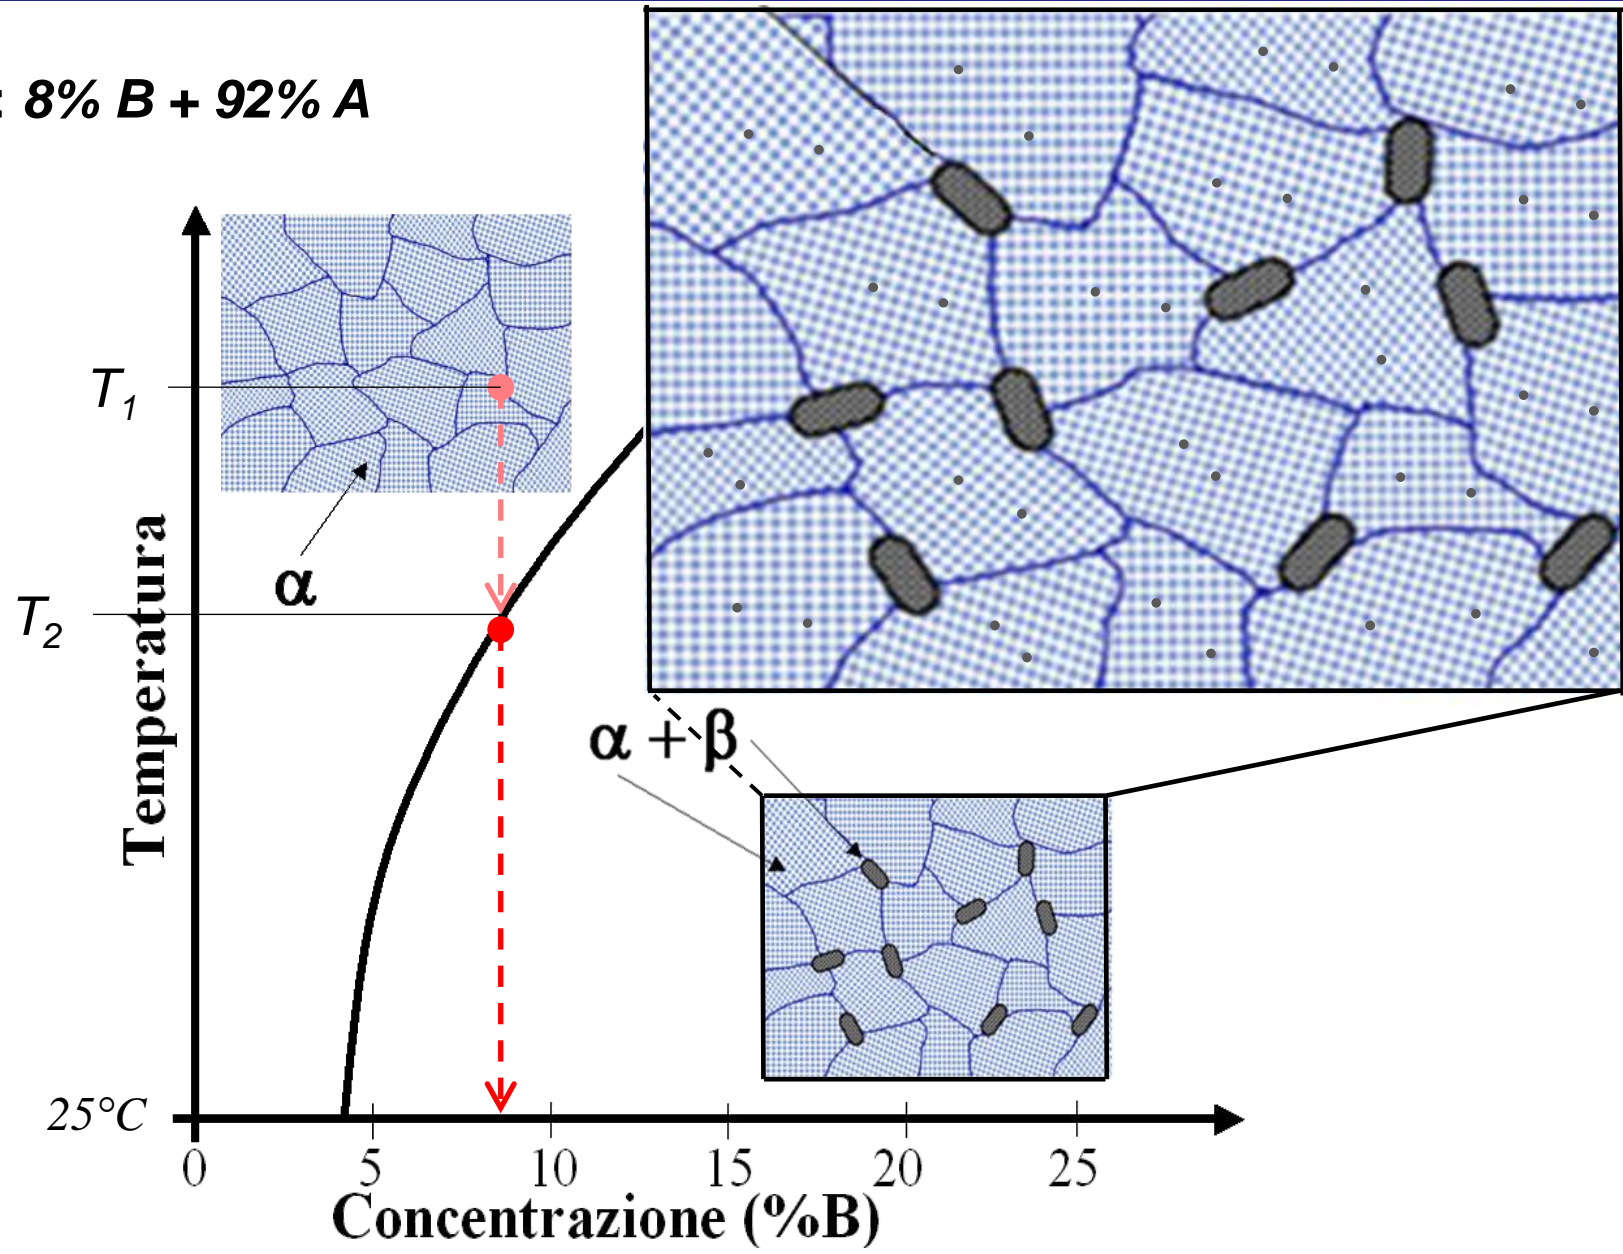 : 8% B + 92% A
T1
α
T2
Temperatura
α + β
25°C
0 5 10 15 20 25
Concentrazione (%B)